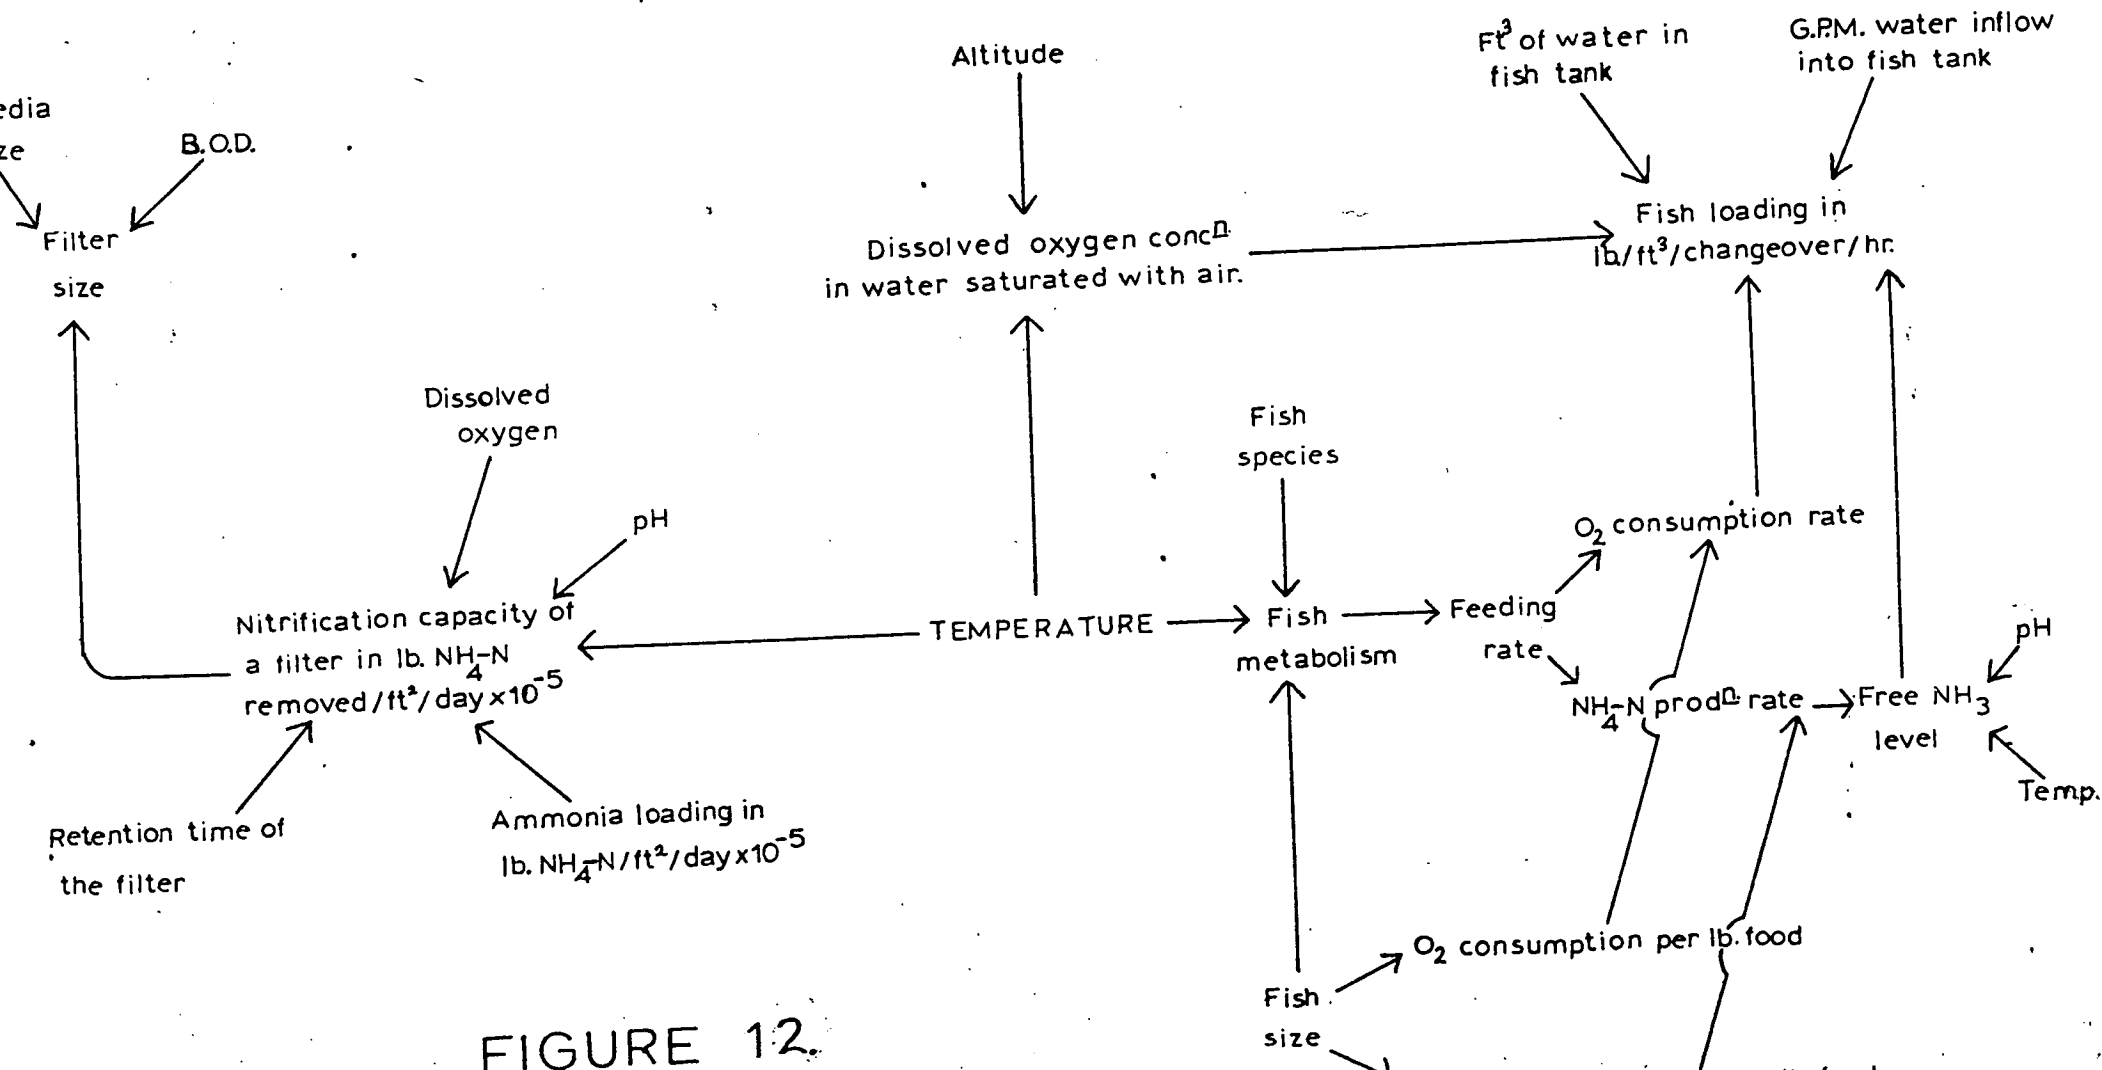 Altitude
Ft³ of water in
fish tank
G.P.M. water inflow
into fish tank
B.O.D.
Filter
size
Dissolved oxygen concⁿ·
in water saturated with air.
Fish loading in
lb/ft³/changeover/hr.
Dissolved
oxygen
pH
Fish
species
O₂ consumption rate
Nitrification capacity of
a filter in lb. NH₄-N
removed/ft²/day×10⁻⁵
TEMPERATURE
Fish
metabolism
Feeding
rate
NH₄-N prodⁿ· rate
Free NH₃
level
pH
Temp.
Retention time of
the filter
Ammonia loading in
lb. NH₄-N/ft²/day×10⁻⁵
O₂ consumption per lb. food
Fish
size
FIGURE 12.